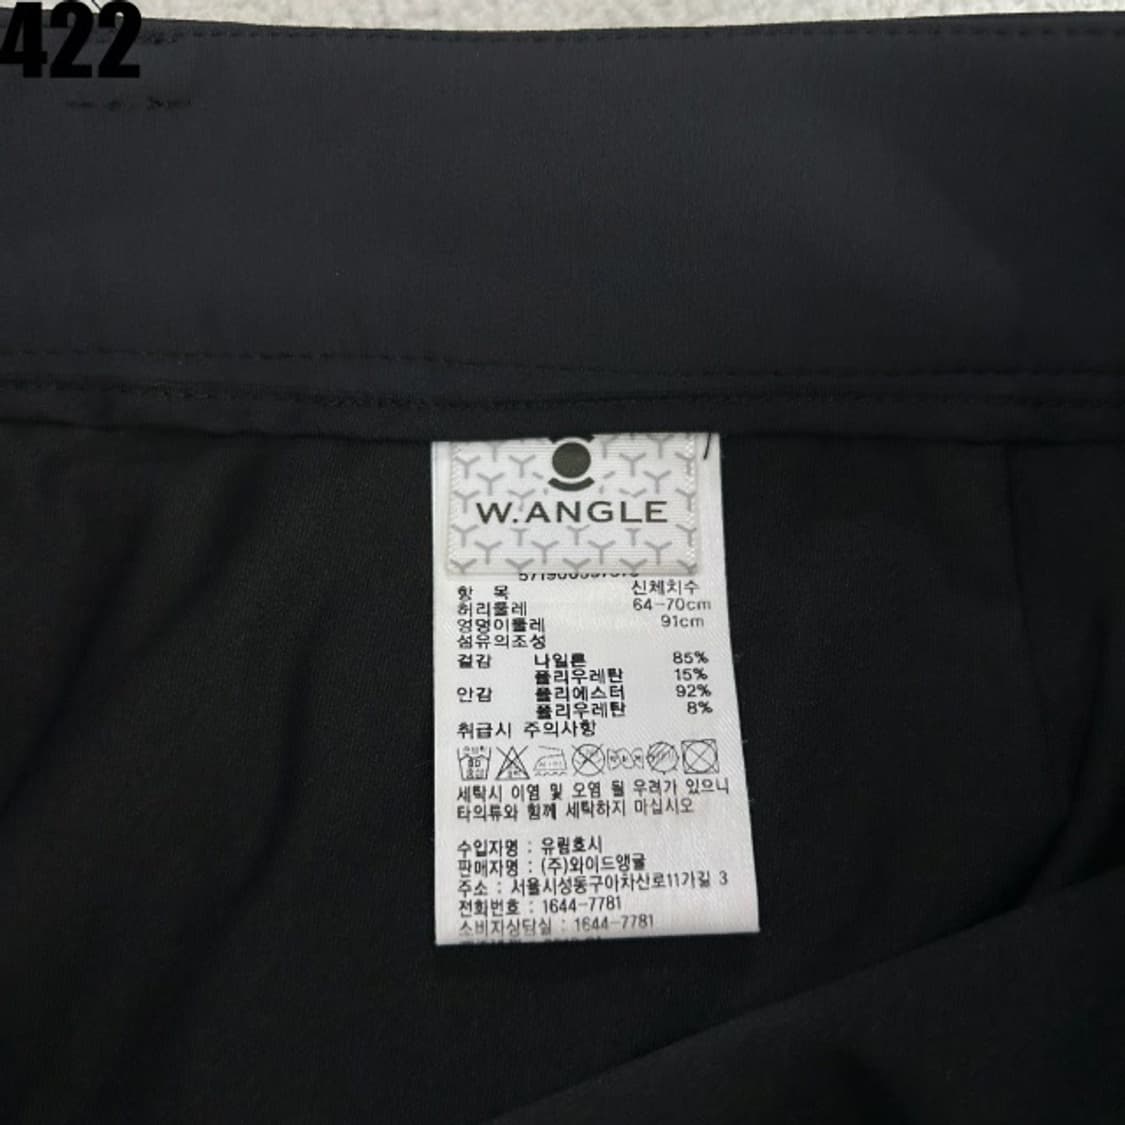 422
W.ANGLE
항 목 신체치수
허리둘레 64-70cm
엉덩이둘레 91cm
섬유의조성
겉감 나일론 85%
폴리우레탄 15%
안감 폴리에스터 92%
폴리우레탄 8%
취급시 주의사항
세탁시 이염 및 오염 될 우려가 있으니
타의류와 함께 세탁하지 마십시오
수입자명 : 유림호시
판매자명 : (주)와이드앵글
주소 : 서울시성동구아차산로11가길 3
전화번호 : 1644-7781
소비자상담실 : 1644-7781